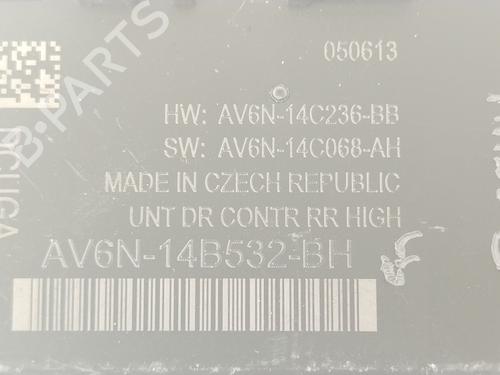 050613
HW: AV6N-14C236-BB
SW: AV6N-14C068-AH
MADE IN CZECH REPUBLIC
UNT DR CONTR RR HIGH
AV6N-14B532-BH
B-PARTS